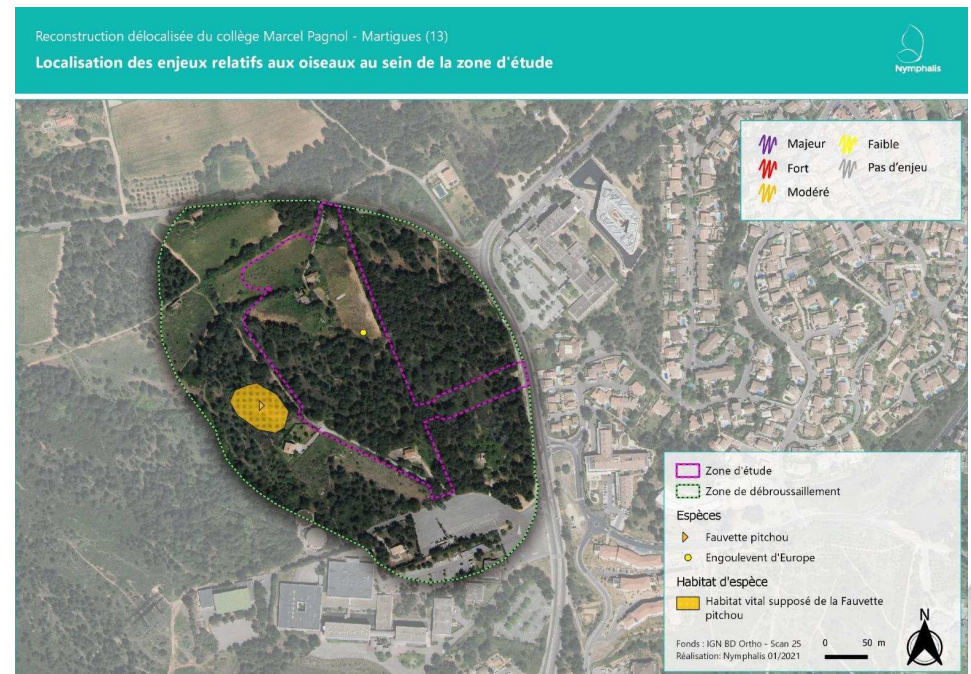 Reconstruction délocalisée du collège Marcel Pagnol - Martigues (13)
Localisation des enjeux relatifs aux oiseaux au sein de la zone d'étude
Nymphalis
Majeur
Faible
Fort
Pas d'enjeu
Modéré
Zone d'étude
Zone de débroussaillement
Espèces
Fauvette pitchou
Engoulevent d'Europe
Habitat d'espèce
Habitat vital supposé de la Fauvette
pitchou
Fonds : IGN BD Ortho - Scan 25
Réalisation: Nymphalis 01/2021
0 50 m
N